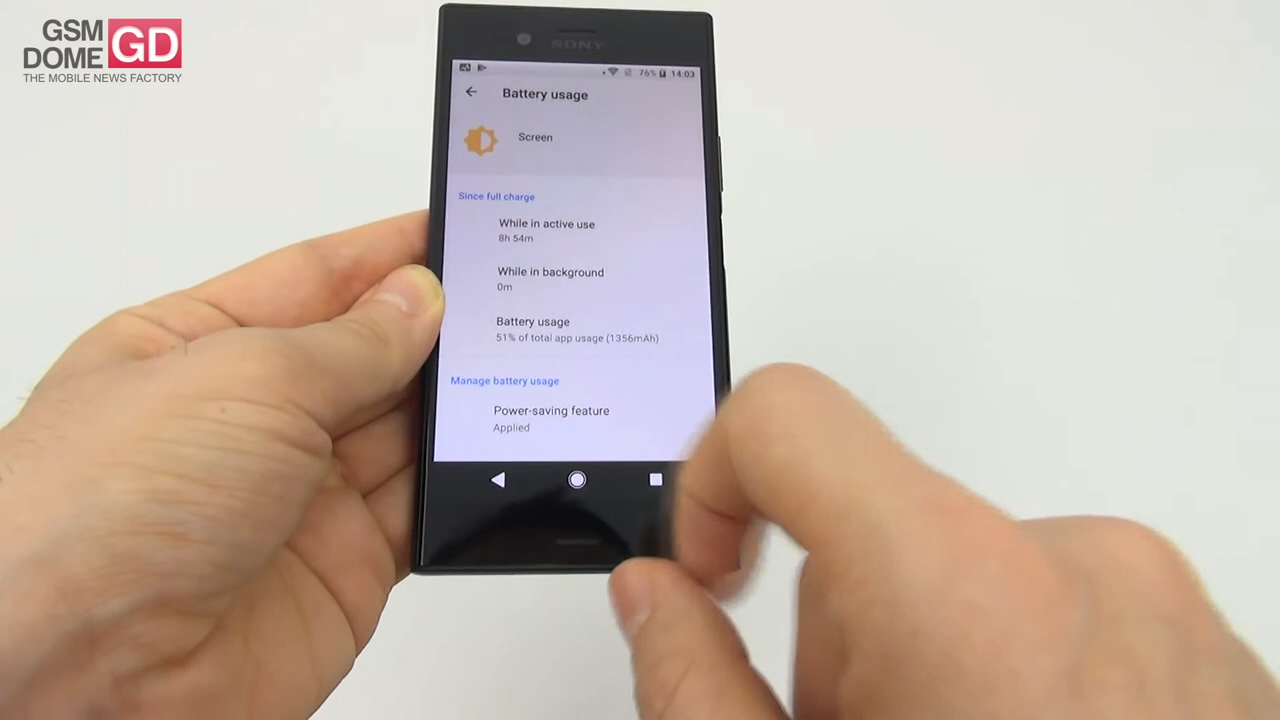 GSM
DOME GD
THE MOBILE NEWS FACTORY
SONY
76% 14:03
Battery usage
Screen
Since full charge
While in active use
8h 54m
While in background
0m
Battery usage
51% of total app usage (1356mAh)
Manage battery usage
Power-saving feature
Applied